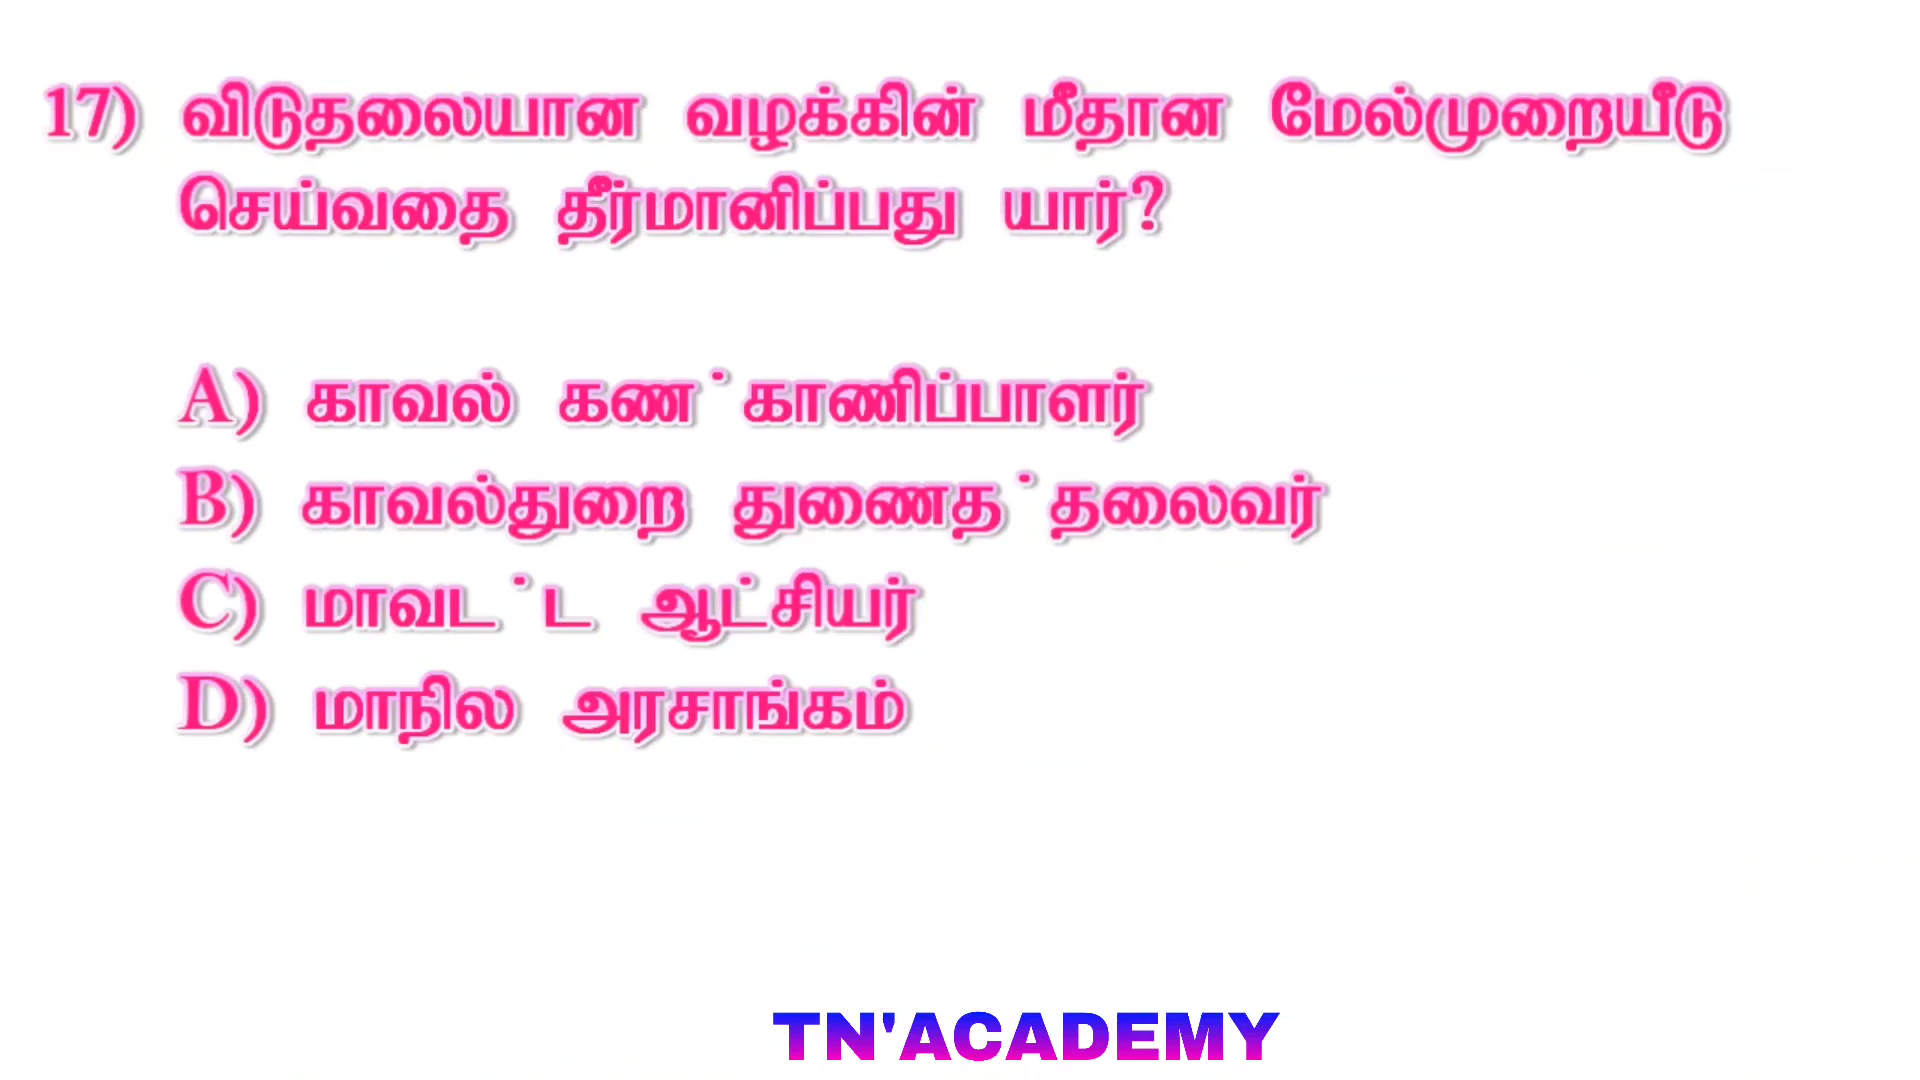 17) விடுதலையான வழக்கின் மீதான மேல்முறையீடு
செய்வதை தீர்மானிப்பது யார்?
A) காவல் கண்காணிப்பாளர்
B) காவல்துறை துணைத்தலைவர்
C) மாவட்ட ஆட்சியர்
D) மாநில அரசாங்கம்
TN'ACADEMY